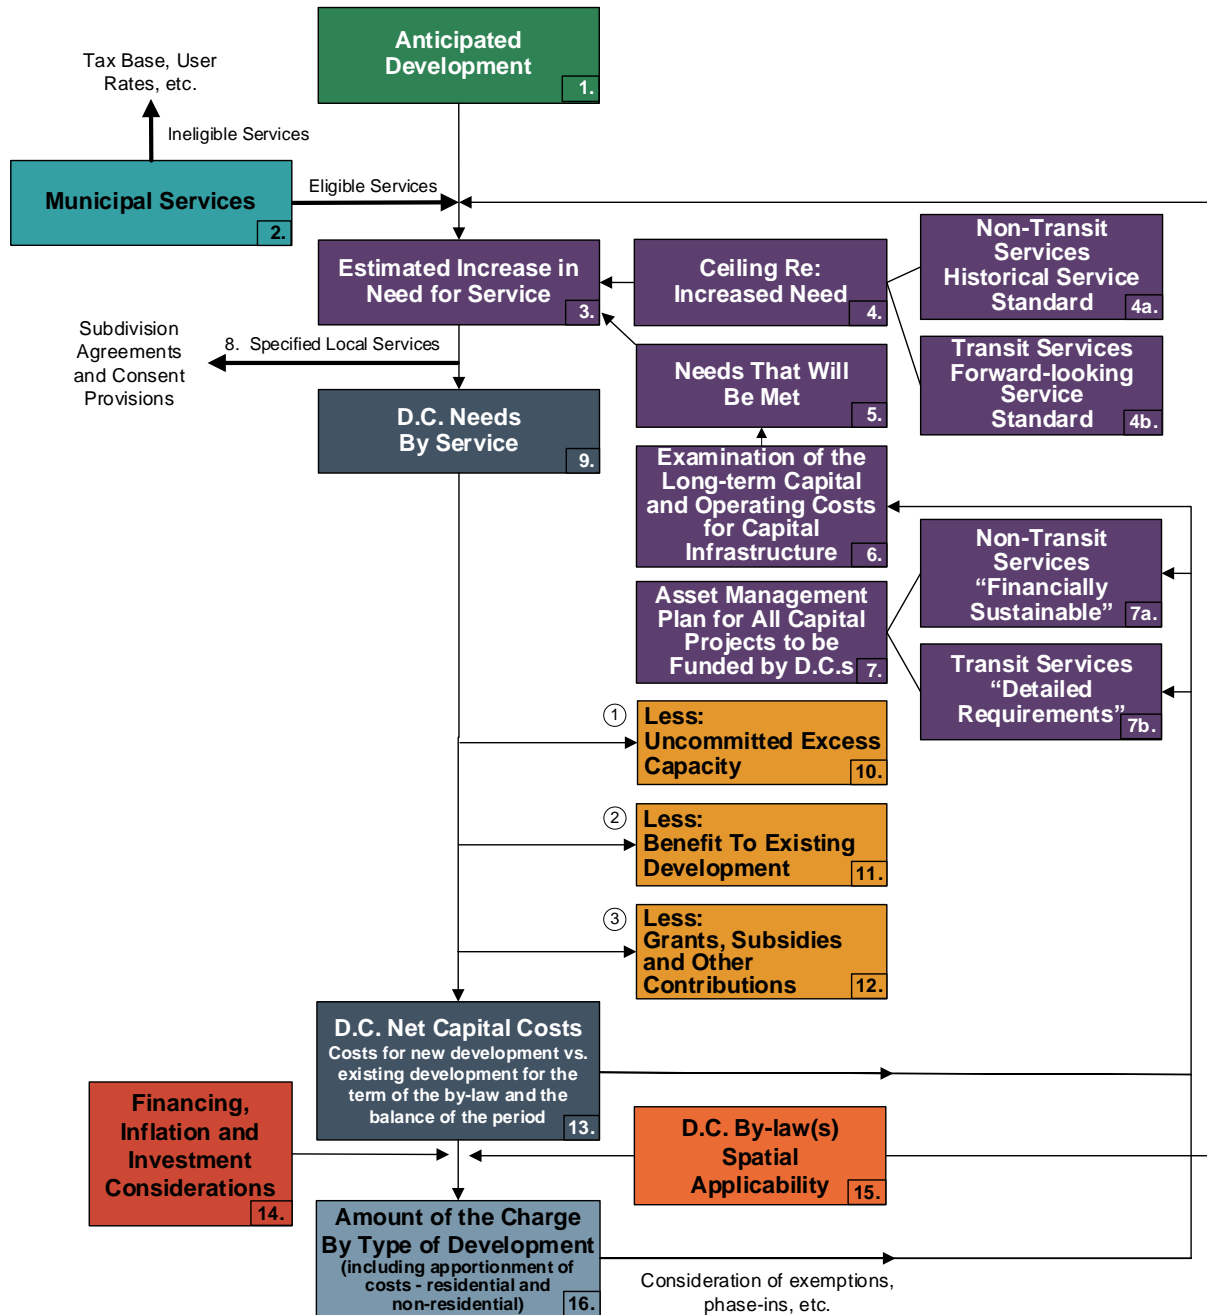 Anticipated
Development
1.
Tax Base, User
Rates, etc.
Ineligible Services
Municipal Services
2.
Eligible Services
Estimated Increase in
Need for Service
3.
Ceiling Re:
Increased Need
4.
Non-Transit
Services
Historical Service
Standard
4a.
Transit Services
Forward-looking
Service
Standard
4b.
Subdivision
Agreements
and Consent
Provisions
8. Specified Local Services
Needs That Will
Be Met
5.
D.C. Needs
By Service
9.
Examination of the
Long-term Capital
and Operating Costs
for Capital
Infrastructure
6.
Non-Transit
Services
“Financially
Sustainable”
7a.
Asset Management
Plan for All Capital
Projects to be
Funded by D.C.s
7.
Transit Services
“Detailed
Requirements”
7b.
1
Less:
Uncommitted Excess
Capacity
10.
2
Less:
Benefit To Existing
Development
11.
3
Less:
Grants, Subsidies
and Other
Contributions
12.
D.C. Net Capital Costs
Costs for new development vs.
existing development for the
term of the by-law and the
balance of the period
13.
Financing,
Inflation and
Investment
Considerations
14.
D.C. By-law(s)
Spatial
Applicability
15.
Amount of the Charge
By Type of Development
(including apportionment of
costs - residential and
non-residential)
16.
Consideration of exemptions,
phase-ins, etc.